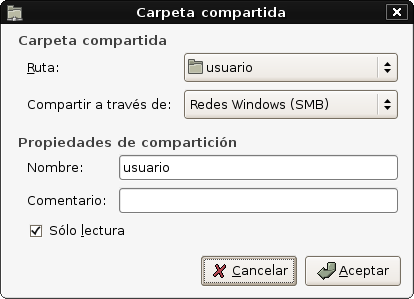 Carpeta compartida
Carpeta compartida
Ruta: usuario
Compartir a través de: Redes Windows (SMB)
Propiedades de compartición
Nombre: usuario
Comentario:
Sólo lectura
Cancelar Aceptar